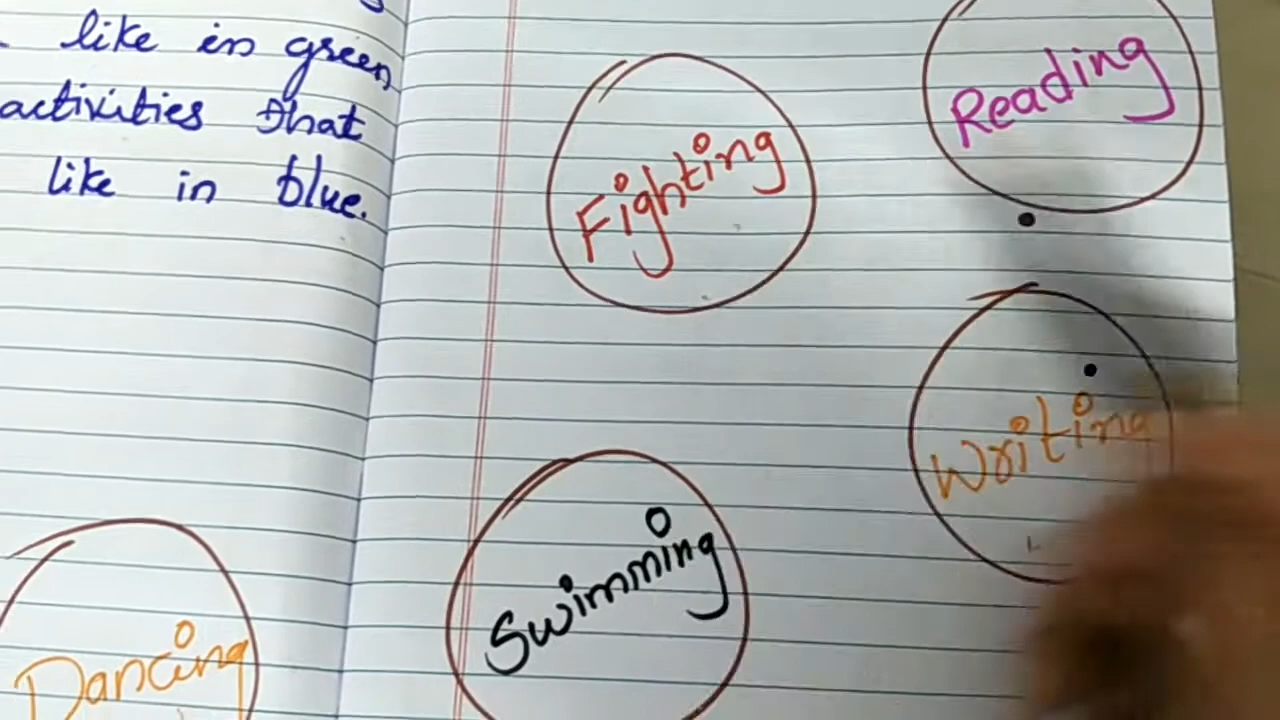 like in green
activities that
like in blue.
Reading
Fighting
Writing
Swimming
Dancing